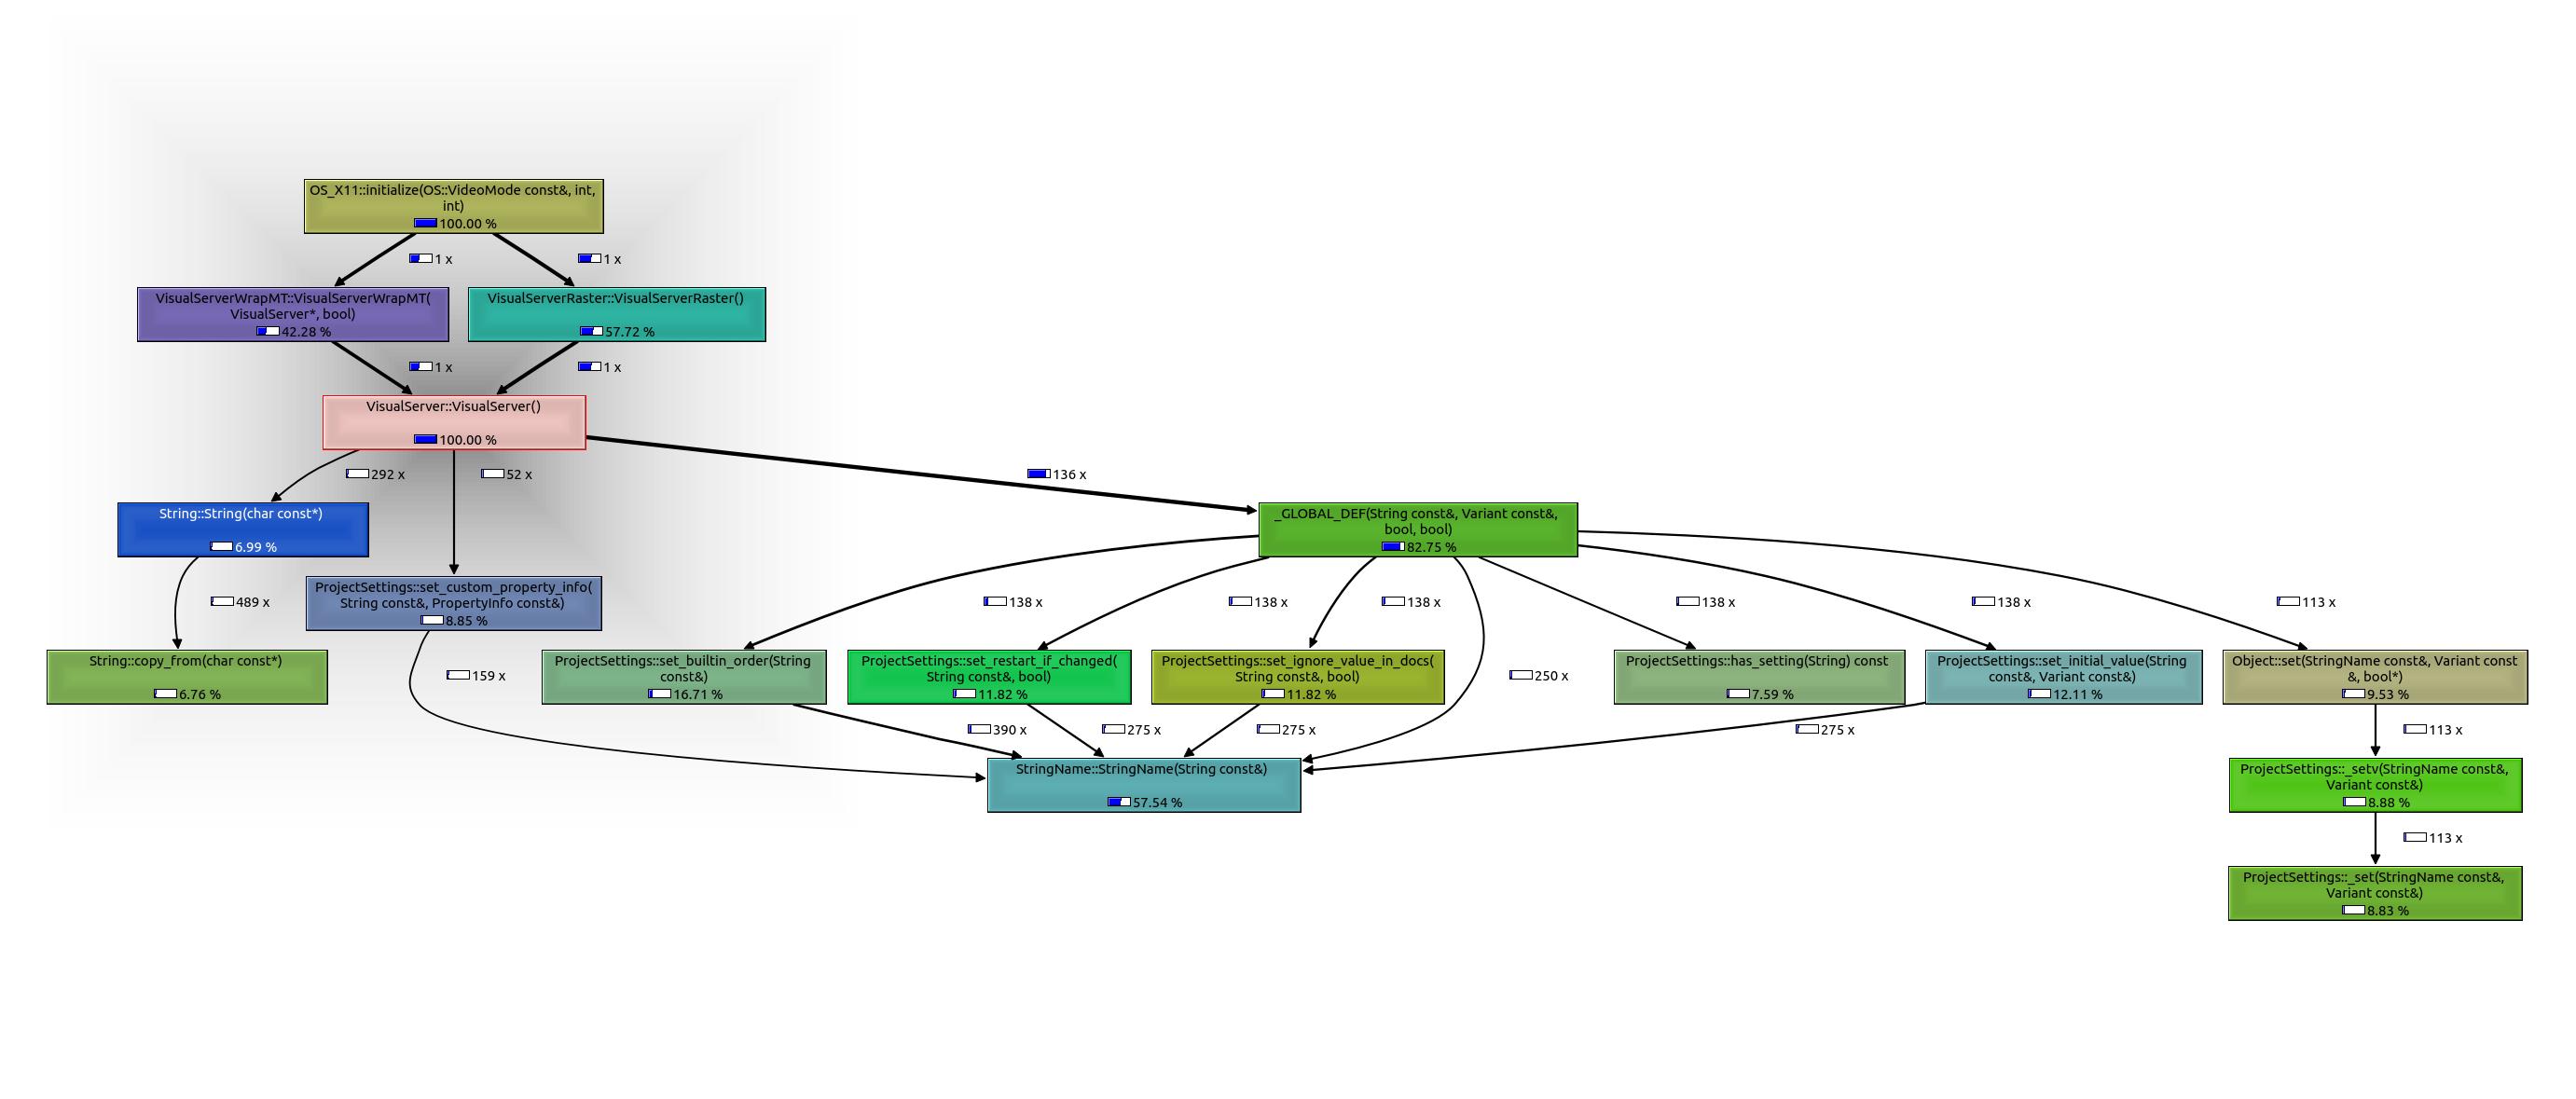 OS_X11::initialize(OS::VideoMode const&, int,
int)
100.00 %
1 x
1 x
VisualServerWrapMT::VisualServerWrapMT(
VisualServer*, bool)
42.28 %
VisualServerRaster::VisualServerRaster()
57.72 %
1 x
1 x
VisualServer::VisualServer()
100.00 %
292 x
52 x
136 x
String::String(char const*)
6.99 %
_GLOBAL_DEF(String const&, Variant const&,
bool, bool)
82.75 %
489 x
ProjectSettings::set_custom_property_info(
String const&, PropertyInfo const&)
8.85 %
138 x
138 x
138 x
138 x
138 x
113 x
String::copy_from(char const*)
6.76 %
159 x
ProjectSettings::set_builtin_order(String
const&)
16.71 %
ProjectSettings::set_restart_if_changed(
String const&, bool)
11.82 %
ProjectSettings::set_ignore_value_in_docs(
String const&, bool)
11.82 %
250 x
ProjectSettings::has_setting(String) const
7.59 %
ProjectSettings::set_initial_value(String
const&, Variant const&)
12.11 %
Object::set(StringName const&, Variant const
&, bool*)
9.53 %
390 x
275 x
275 x
275 x
113 x
StringName::StringName(String const&)
57.54 %
ProjectSettings::_setv(StringName const&,
Variant const&)
8.88 %
113 x
ProjectSettings::_set(StringName const&,
Variant const&)
8.83 %